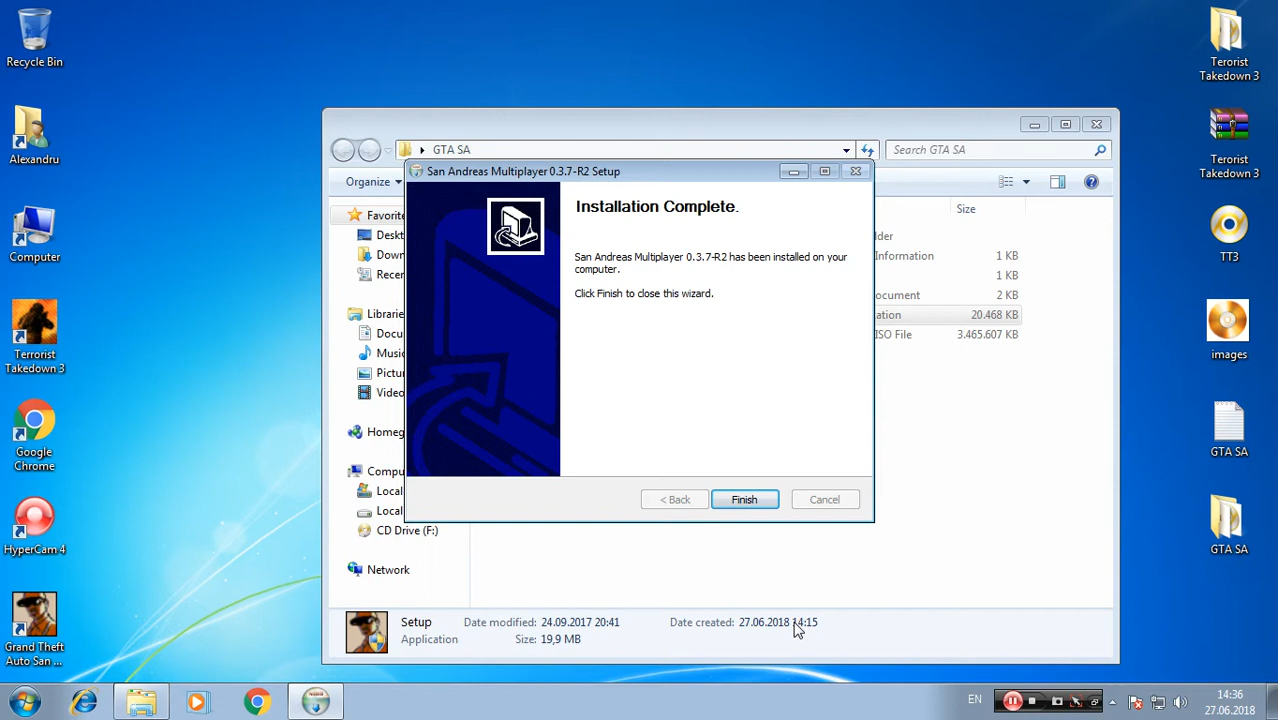 Recycle Bin
Alexandru
Computer
Terrorist
Takedown 3
Google
Chrome
HyperCam 4
Grand Theft
Auto San ...
GTA SA
Search GTA SA
Organize
Size
San Andreas Multiplayer 0.3.7-R2 Setup
Installation Complete.
San Andreas Multiplayer 0.3.7-R2 has been installed on your
computer.
Click Finish to close this wizard.
< Back
Finish
Cancel
Favorite
Deskt
Down
Recen
Librarie
Docu
Music
Pictu
Video
Homeg
Compu
Local
Local
CD Drive (F:)
Network
lder
Information
1 KB
1 KB
ocument
2 KB
ation
20.468 KB
ISO File
3.465.607 KB
Setup
Date modified: 24.09.2017 20:41
Date created: 27.06.2018 14:15
Application
Size: 19,9 MB
Terorist
Takedown 3
Terorist
Takedown 3
TT3
images
GTA SA
GTA SA
EN
14:36
27.06.2018